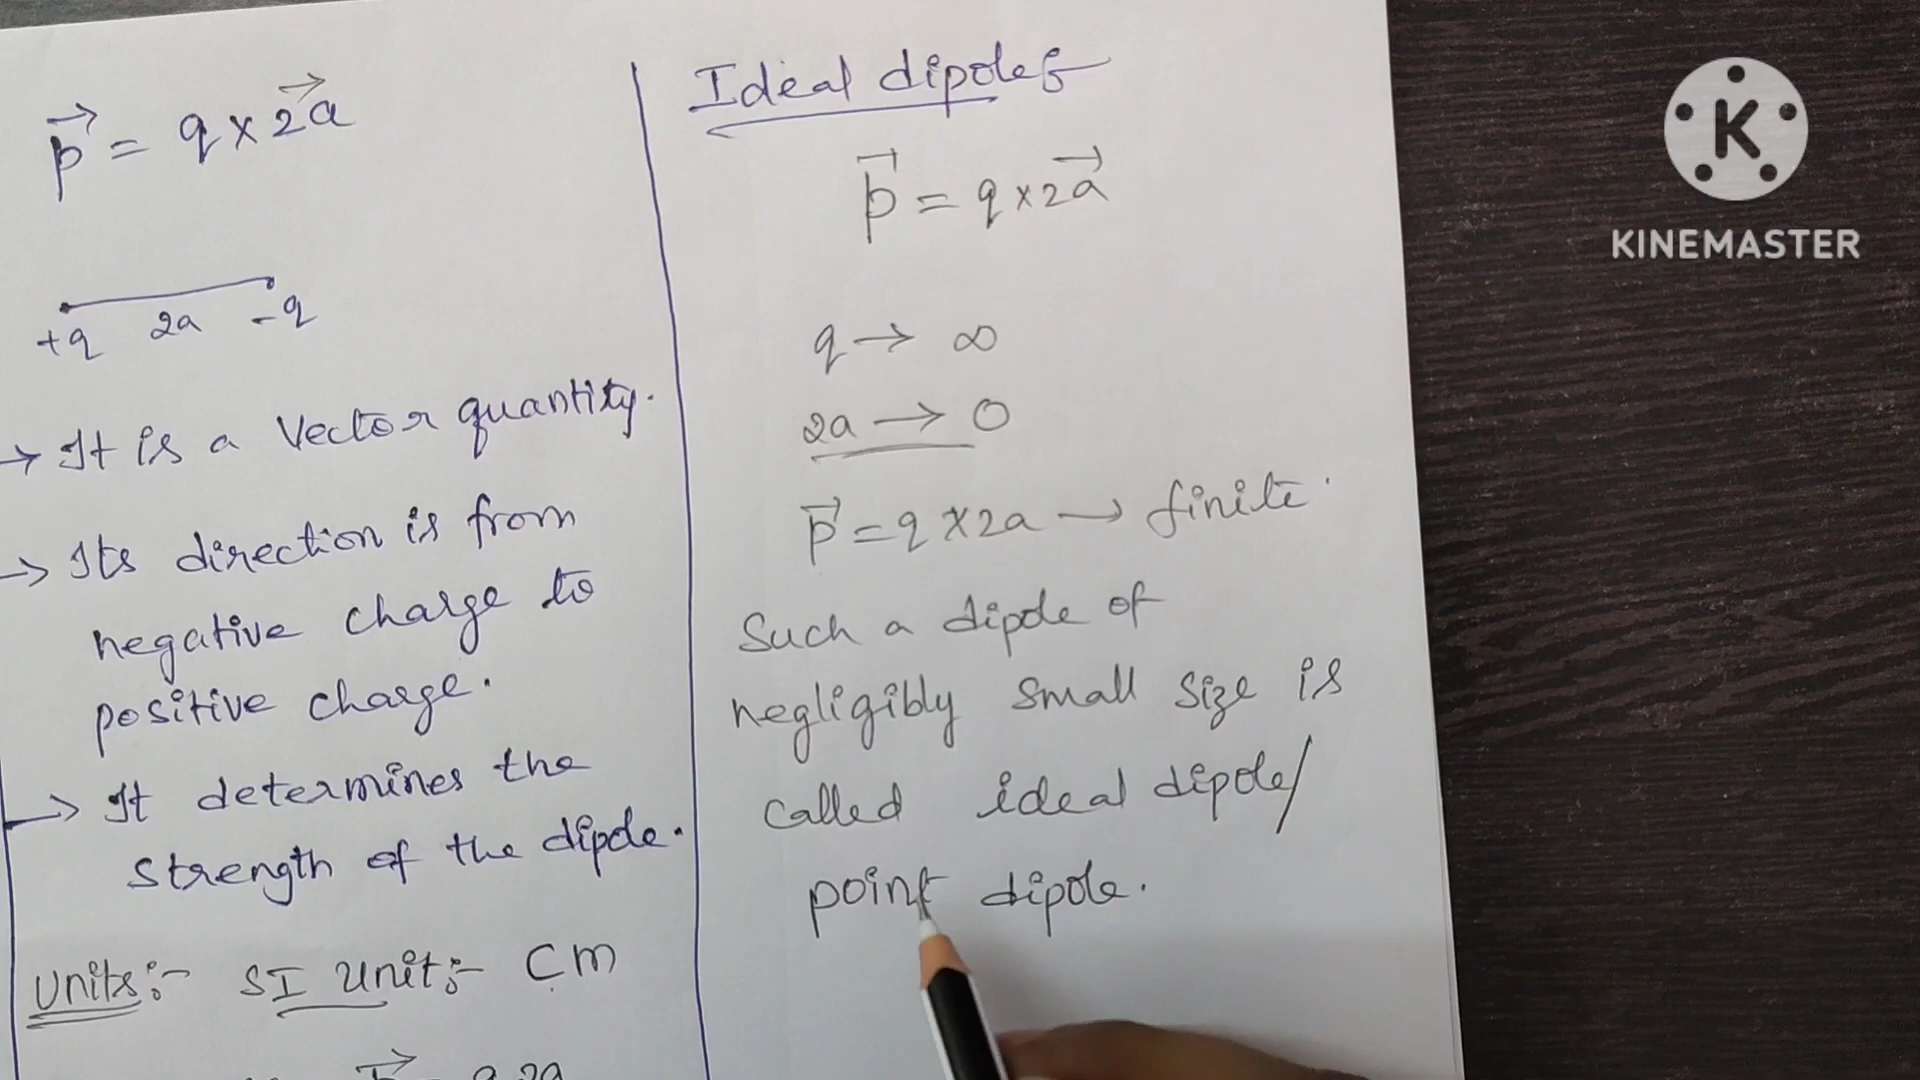 p⃗ = q × 2a⃗
+q 2a -q
→ It is a Vector quantity.
→ Its direction is from
negative charge to
positive charge.
→ It determines the
strength of the dipole.
Units:- SI Unit:- Cm
p⃗ = q 2a
Ideal dipoles
p⃗ = q × 2a⃗
q → ∞
2a → 0
p⃗ = q × 2a → finite.
Such a dipole of
negligibly small size is
called ideal dipole/
point dipole.
K
KINEMASTER